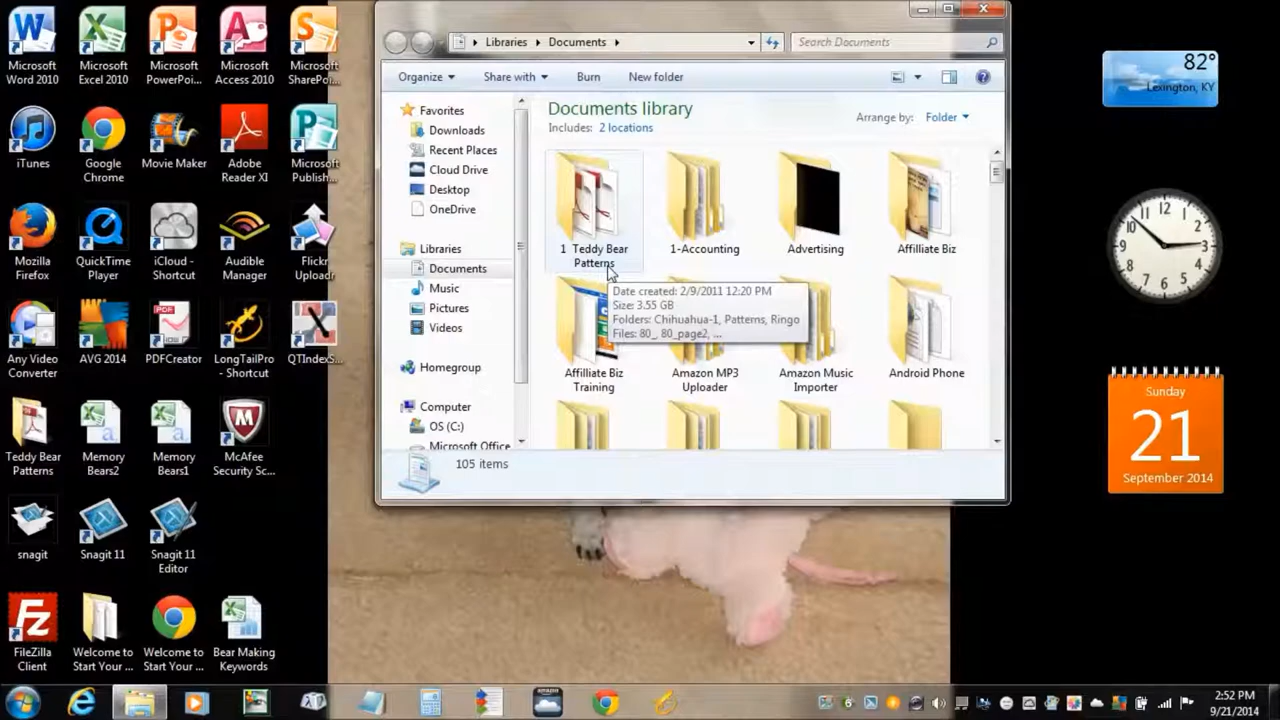 Microsoft Word 2010
Microsoft Excel 2010
Microsoft PowerPoi...
Microsoft Access 2010
Microsoft SharePoi...
iTunes
Google Chrome
Movie Maker
Adobe Reader XI
Microsoft Publish...
Mozilla Firefox
QuickTime Player
iCloud - Shortcut
Audible Manager
Flickr Uploadr
Any Video Converter
AVG 2014
PDFCreator
LongTailPro - Shortcut
QTIndexS...
Teddy Bear Patterns
Memory Bears2
Memory Bears1
McAfee Security Sc...
snagit
Snagit 11
Snagit 11 Editor
FileZilla Client
Welcome to Start Your ...
Welcome to Start Your ...
Bear Making Keywords
Libraries
Documents
Search Documents
Organize
Share with
Burn
New folder
Favorites
Downloads
Recent Places
Cloud Drive
Desktop
OneDrive
Libraries
Documents
Music
Pictures
Videos
Homegroup
Computer
OS (C:)
Microsoft Office
Documents library
Includes: 2 locations
Arrange by: Folder
1 Teddy Bear Patterns
1-Accounting
Advertising
Affilliate Biz
Date created: 2/9/2011 12:20 PM
Size: 3.55 GB
Folders: Chihuahua-1, Patterns, Ringo
Files: 80_, 80_page2, ...
Affilliate Biz Training
Amazon MP3 Uploader
Amazon Music Importer
Android Phone
105 items
82°
Lexington, KY
12
3
6
9
Sunday
21
September 2014
2:52 PM
9/21/2014